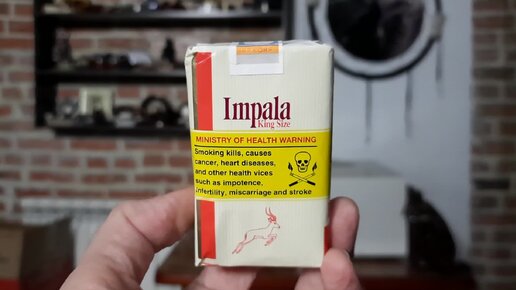 Impala
King Size
MINISTRY OF HEALTH WARNING
Smoking kills, causes
cancer, heart diseases,
and other health vices
such as impotence,
infertility, miscarriage and stroke